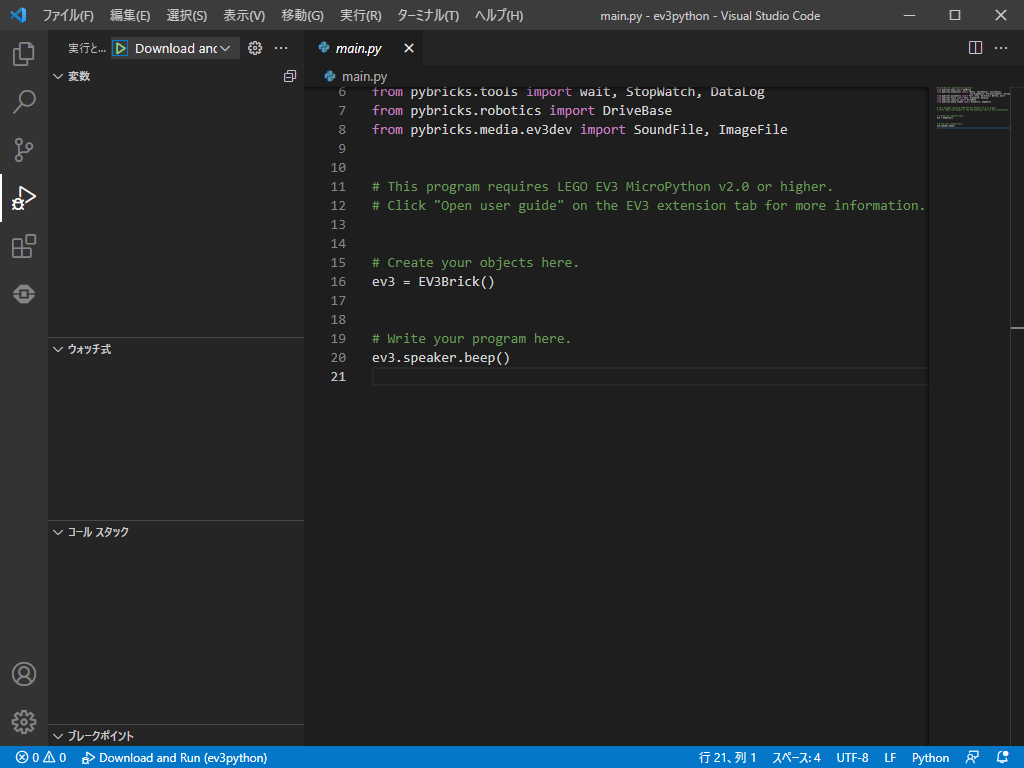 ファイル(F) 編集(E) 選択(S) 表示(V) 移動(G) 実行(R) ターミナル(T) ヘルプ(H) main.py - ev3python - Visual Studio Code
実行と... Download and
main.py
変数
main.py
6 from pybricks.tools import wait, StopWatch, DataLog
7 from pybricks.robotics import DriveBase
8 from pybricks.media.ev3dev import SoundFile, ImageFile
9
10
11 # This program requires LEGO EV3 MicroPython v2.0 or higher.
12 # Click "Open user guide" on the EV3 extension tab for more information.
13
14
15 # Create your objects here.
16 ev3 = EV3Brick()
17
18
19 # Write your program here.
20 ev3.speaker.beep()
21
ウォッチ式
コール スタック
ブレークポイント
0 0 Download and Run (ev3python) 行 21、列 1 スペース: 4 UTF-8 LF Python